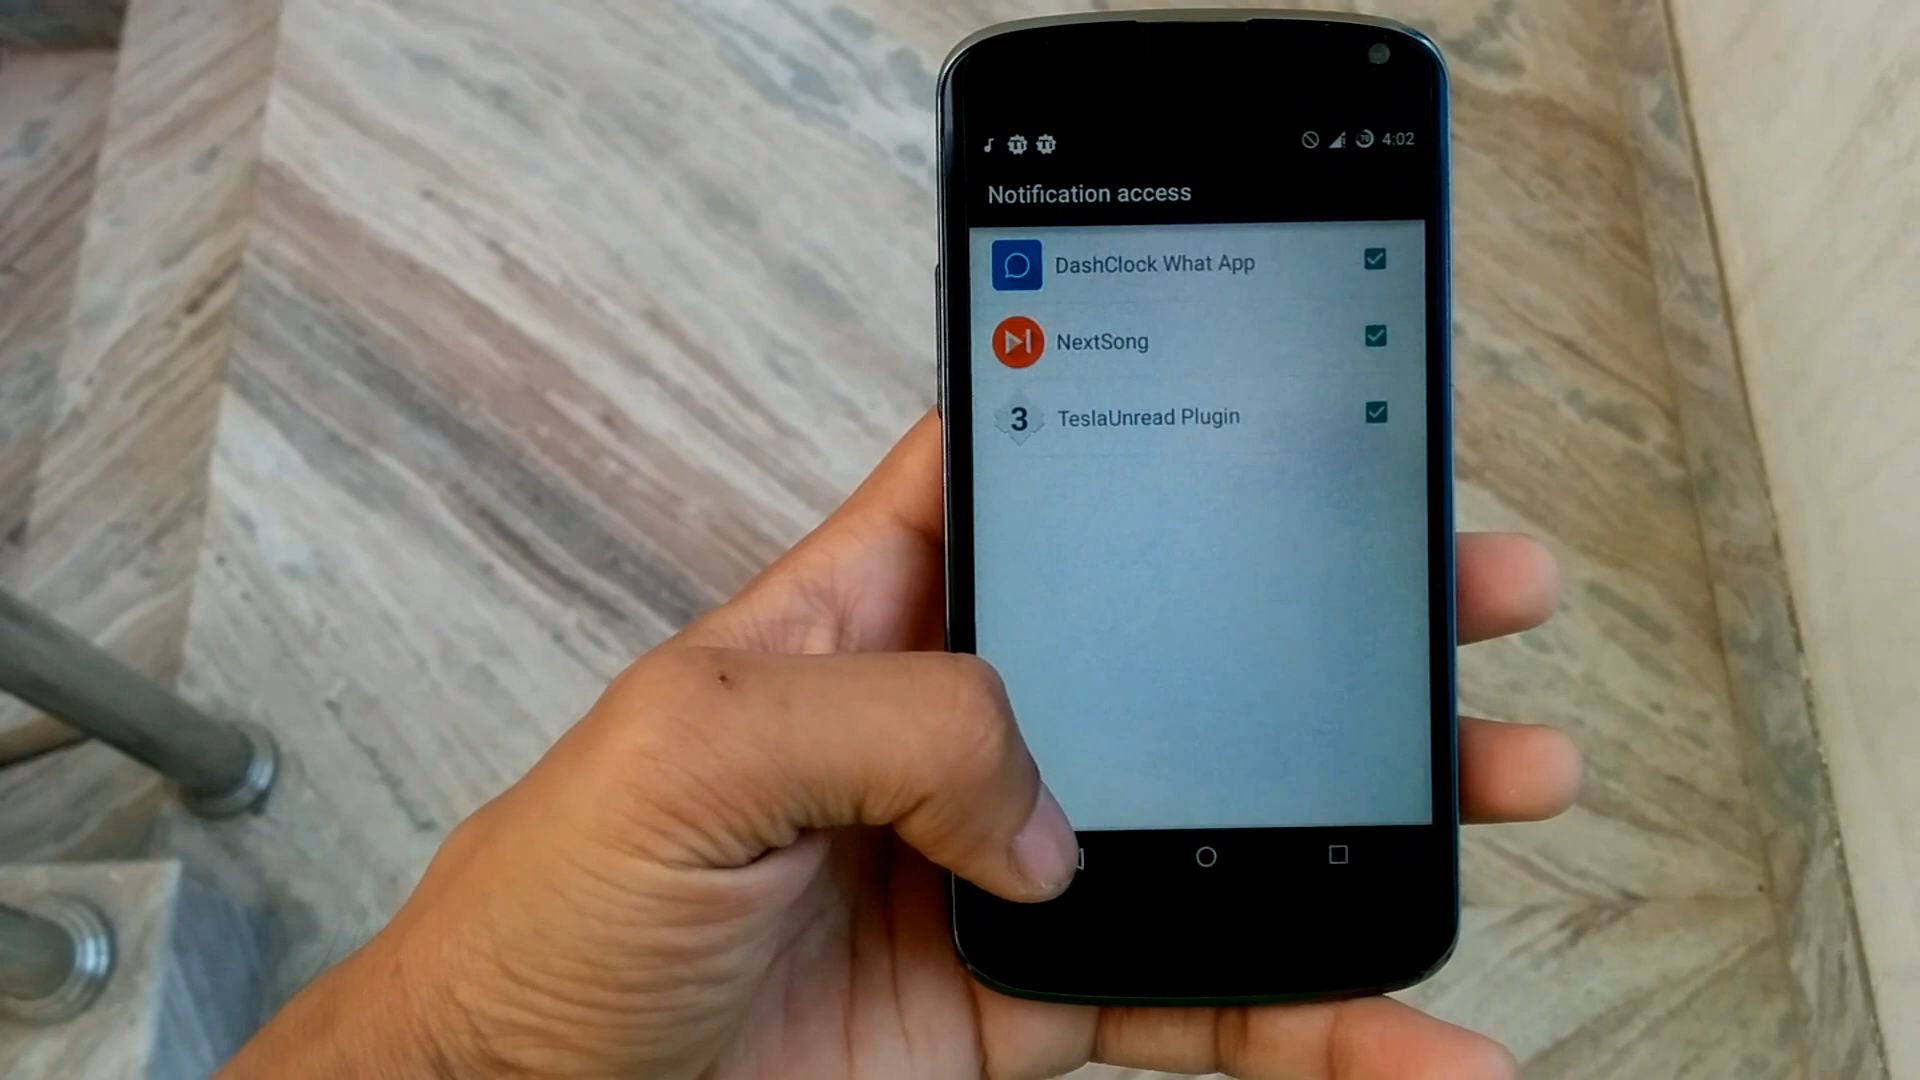 4:02
Notification access
DashClock What App
NextSong
3 TeslaUnread Plugin